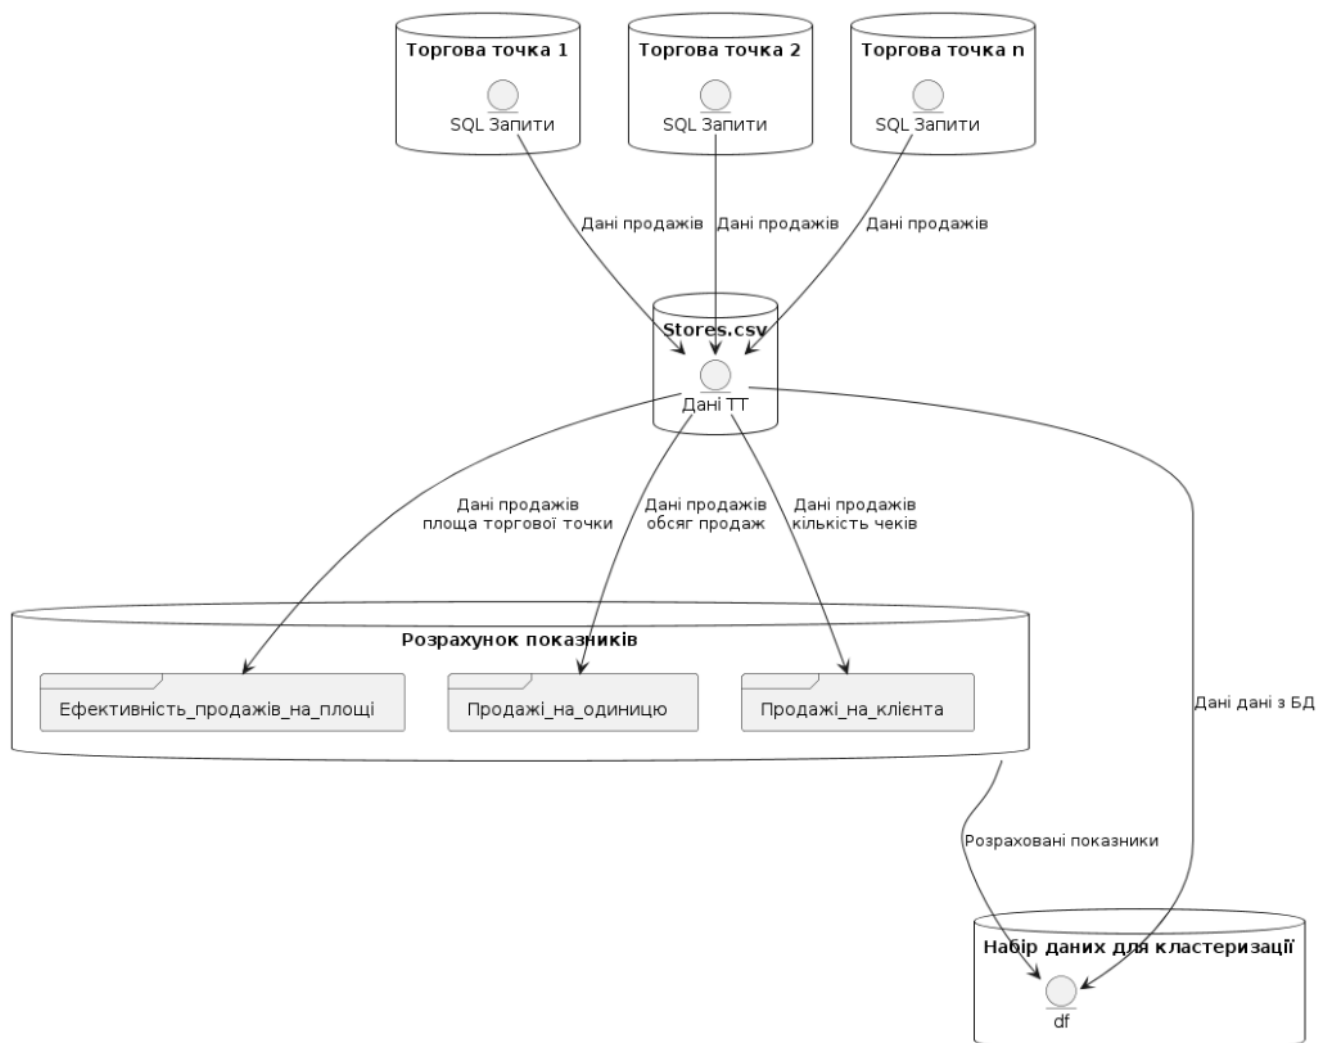 Торгова точка 1
Торгова точка 2
Торгова точка n
SQL Запити
SQL Запити
SQL Запити
Дані продажів
Дані продажів
Дані продажів
Stores.csv
Дані ТТ
Дані продажів
площа торгової точки
Дані продажів
обсяг продаж
Дані продажів
кількість чеків
Розрахунок показників
Ефективність_продажів_на_площі
Продажі_на_одиницю
Продажі_на_клієнта
Дані дані з БД
Розраховані показники
Набір даних для кластеризації
df